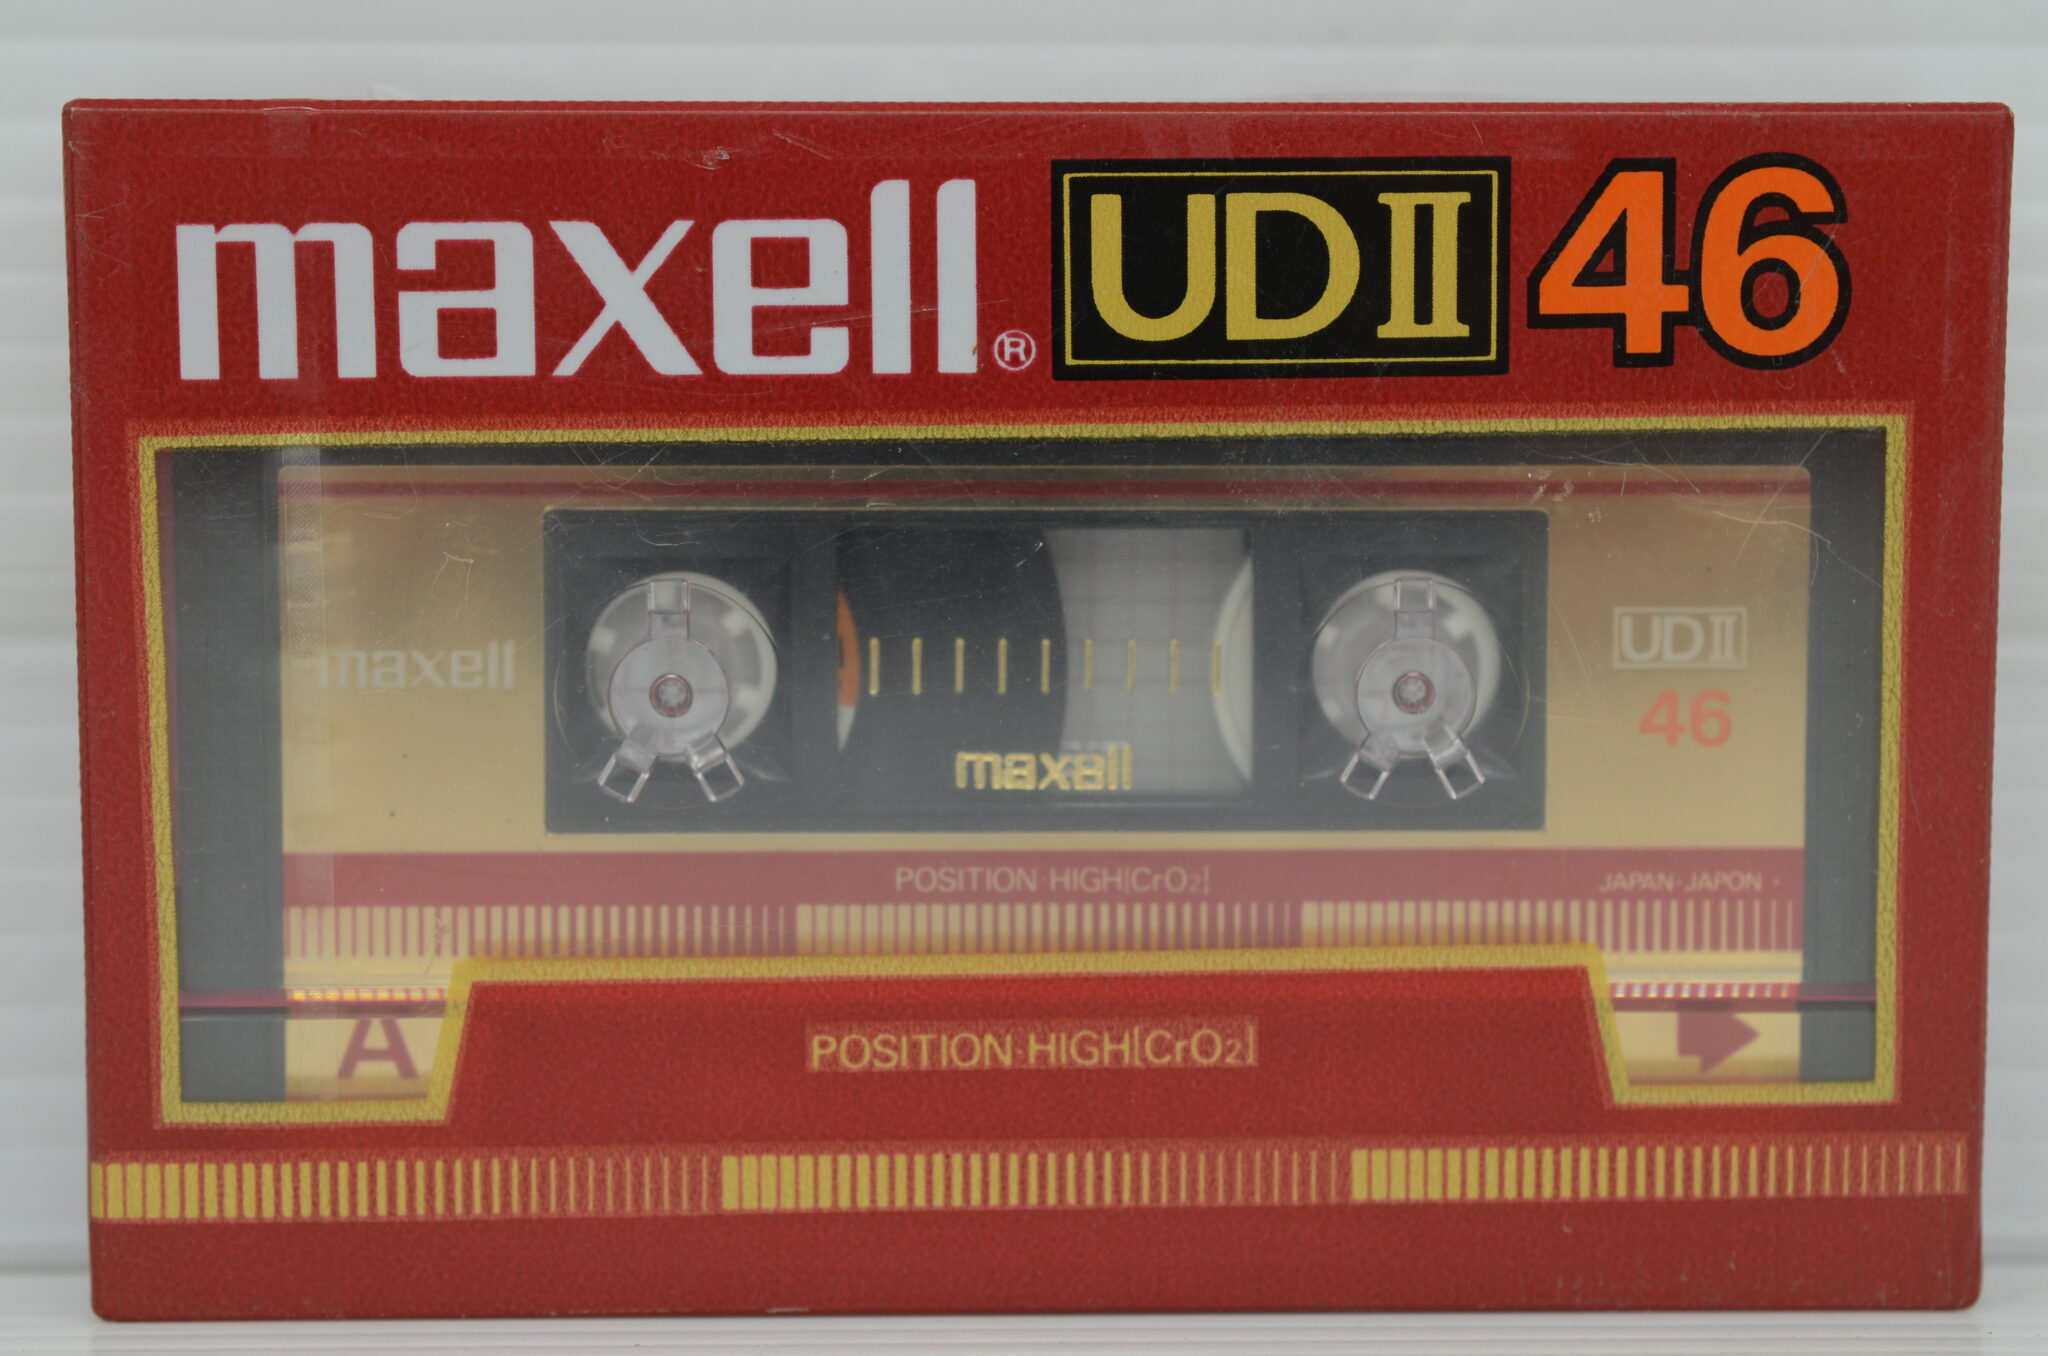 maxell® UDII 46
maxell
UDII
46
maxell
POSITION·HIGH[CrO₂]
JAPAN·JAPON
A
POSITION·HIGH[CrO₂]